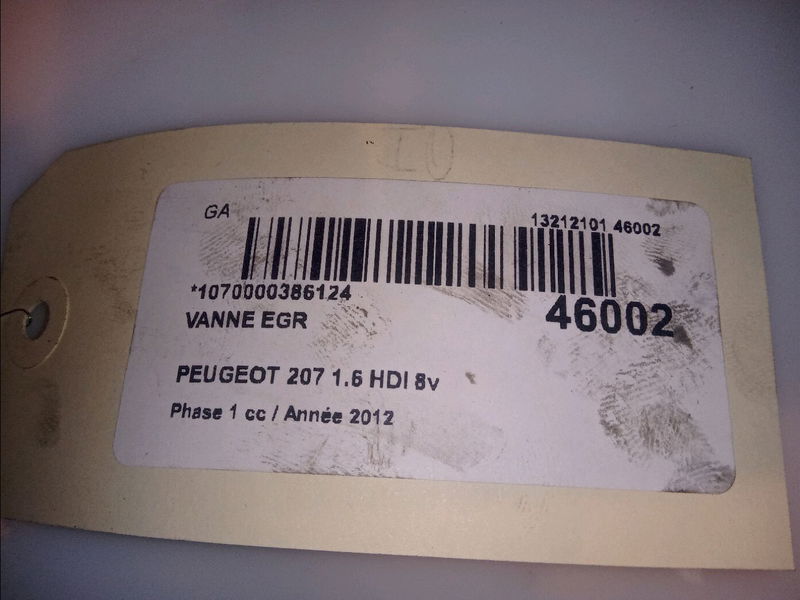 GA
13212101 46002
*1070000386124
46002
VANNE EGR
PEUGEOT 207 1.6 HDI 8v
Phase 1 cc / Année 2012